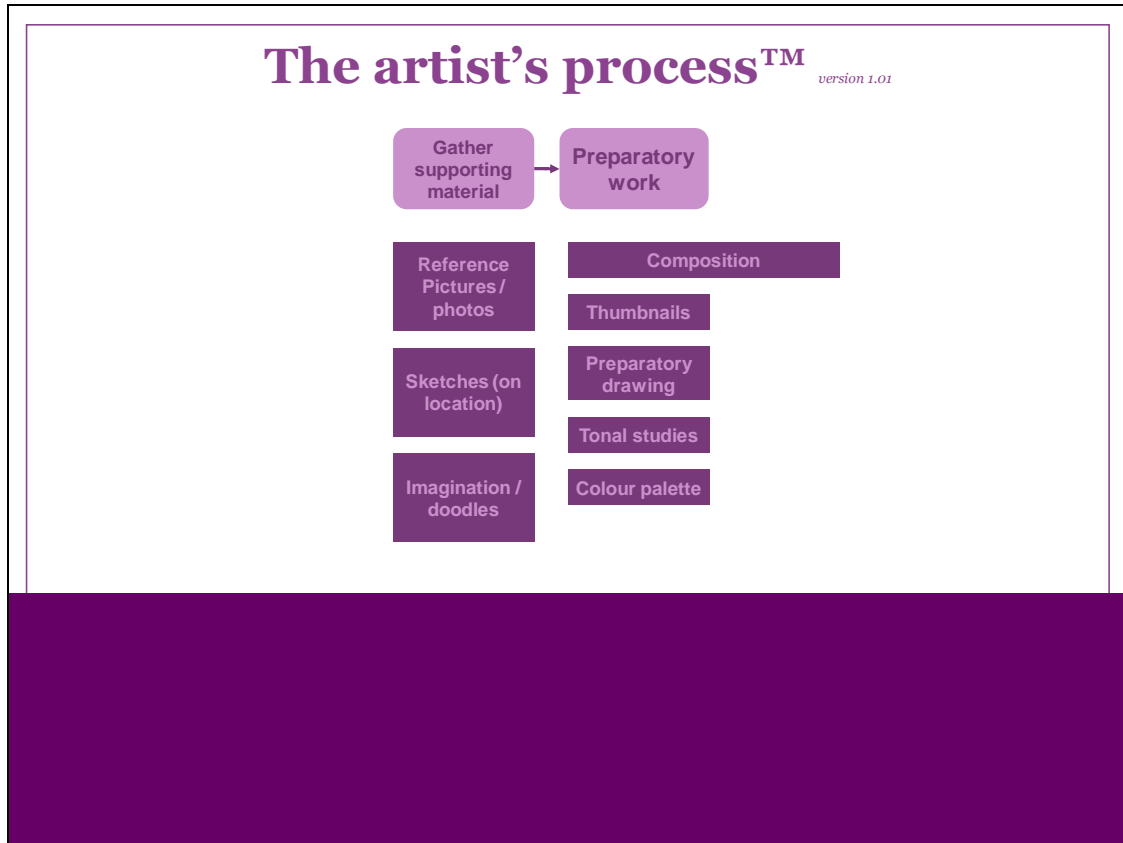 The artist’s process™ version 1.01
Gather
supporting
material
Preparatory
work
Reference
Pictures /
photos
Sketches (on
location)
Imagination /
doodles
Composition
Thumbnails
Preparatory
drawing
Tonal studies
Colour palette